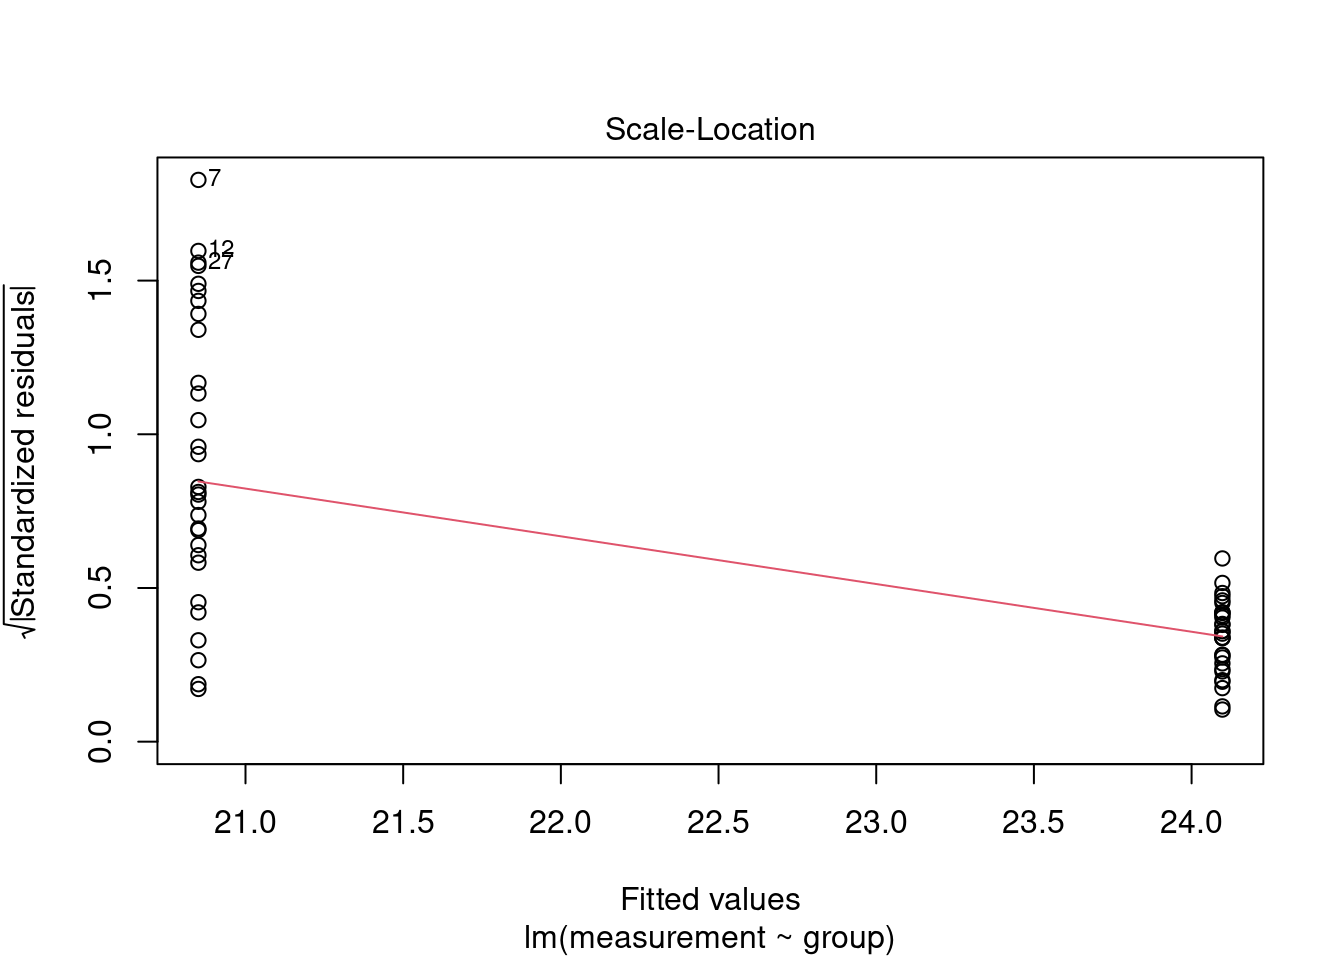 Scale-Location
√|Standardized residuals|
1.5
1.0
0.5
0.0
7
12
27
21.0 21.5 22.0 22.5 23.0 23.5 24.0
Fitted values
lm(measurement ~ group)